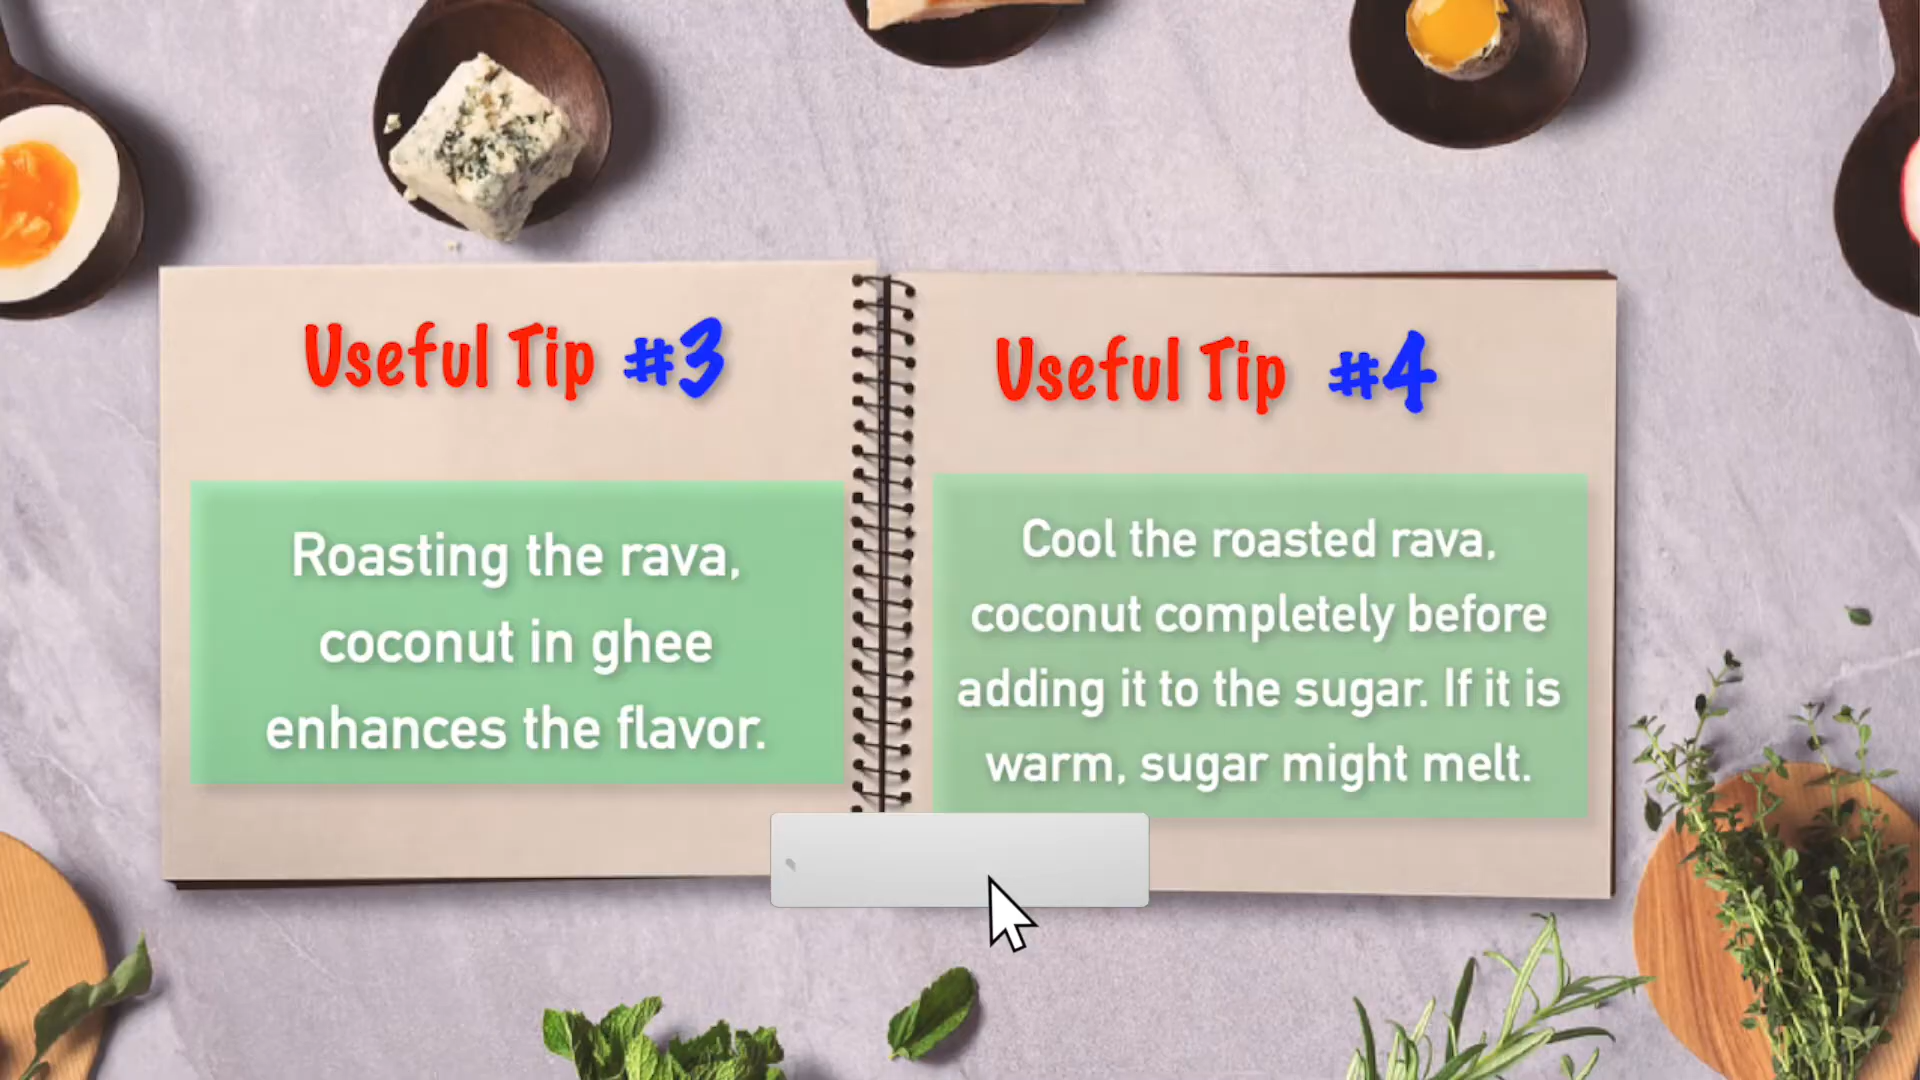 Useful Tip #3
Roasting the rava,
coconut in ghee
enhances the flavor.
Useful Tip #4
Cool the roasted rava,
coconut completely before
adding it to the sugar. If it is
warm, sugar might melt.